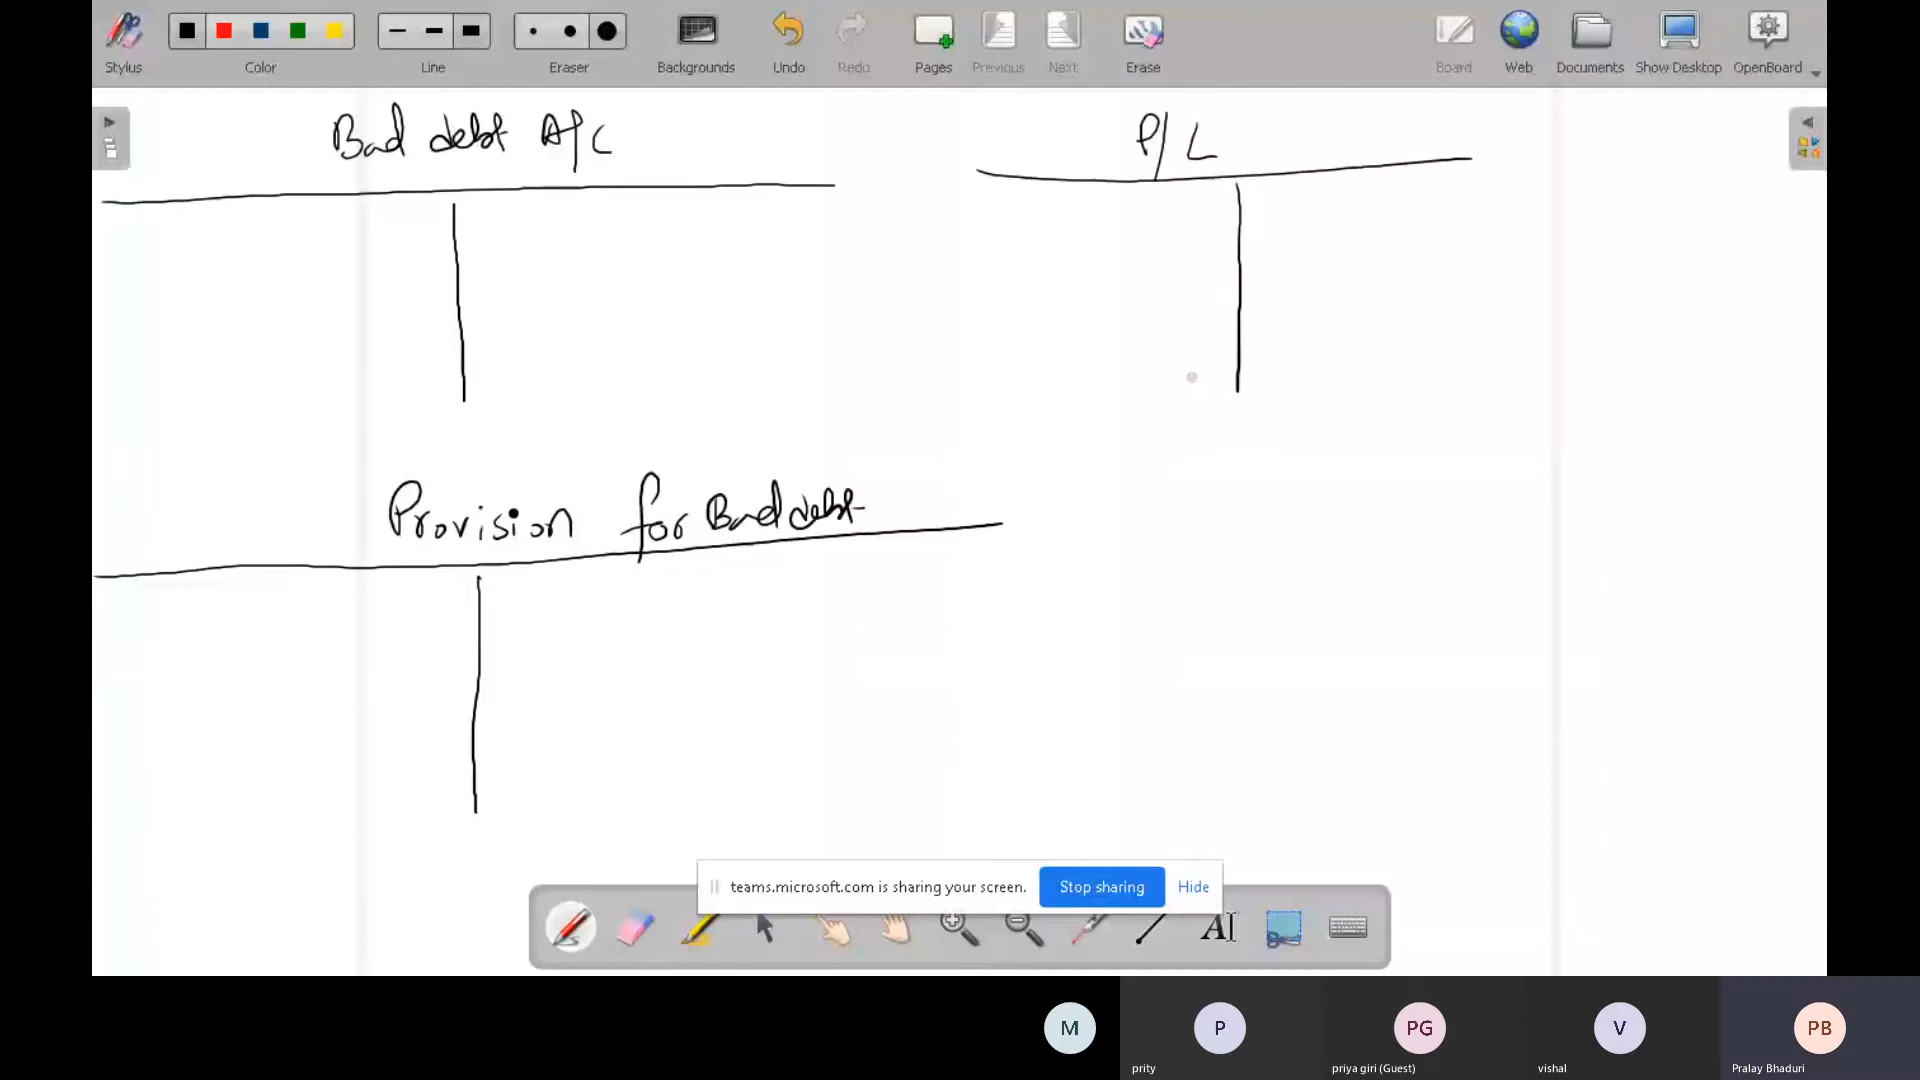 Stylus Color Line Eraser Backgrounds Undo Redo Pages Previous Next Erase Board Web Documents Show Desktop OpenBoard
Bad debt A/C P/L
Provision for Bad debt
teams.microsoft.com is sharing your screen. Stop sharing Hide
AI
M P PG V PB
prity priya giri (Guest) vishal Pralay Bhaduri